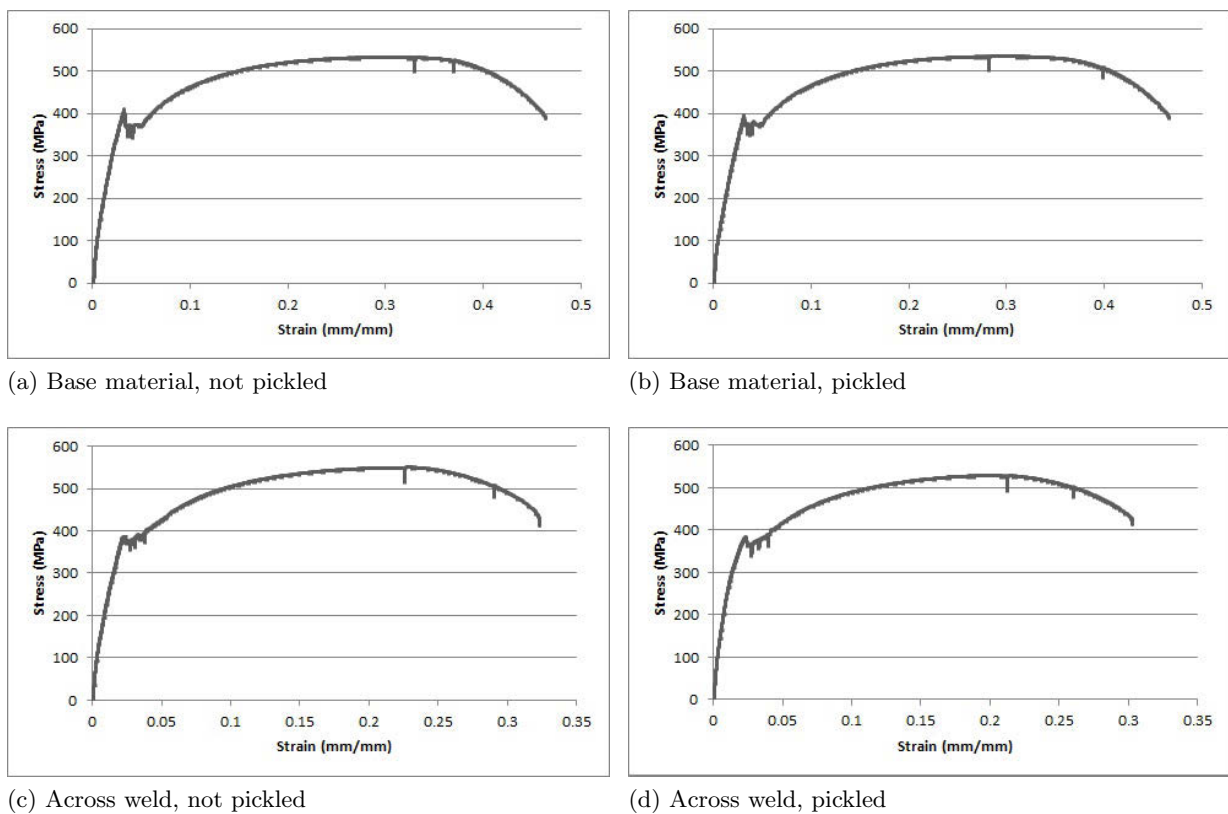 600
500
400
300
200
100
0
Stress (MPa)
0 0.1 0.2 0.3 0.4 0.5
Strain (mm/mm)
(a) Base material, not pickled
600
500
400
300
200
100
0
Stress (MPa)
0 0.1 0.2 0.3 0.4 0.5
Strain (mm/mm)
(b) Base material, pickled
600
500
400
300
200
100
0
Stress (MPa)
0 0.05 0.1 0.15 0.2 0.25 0.3 0.35
Strain (mm/mm)
(c) Across weld, not pickled
600
500
400
300
200
100
0
Stress (MPa)
0 0.05 0.1 0.15 0.2 0.25 0.3 0.35
Strain (mm/mm)
(d) Across weld, pickled